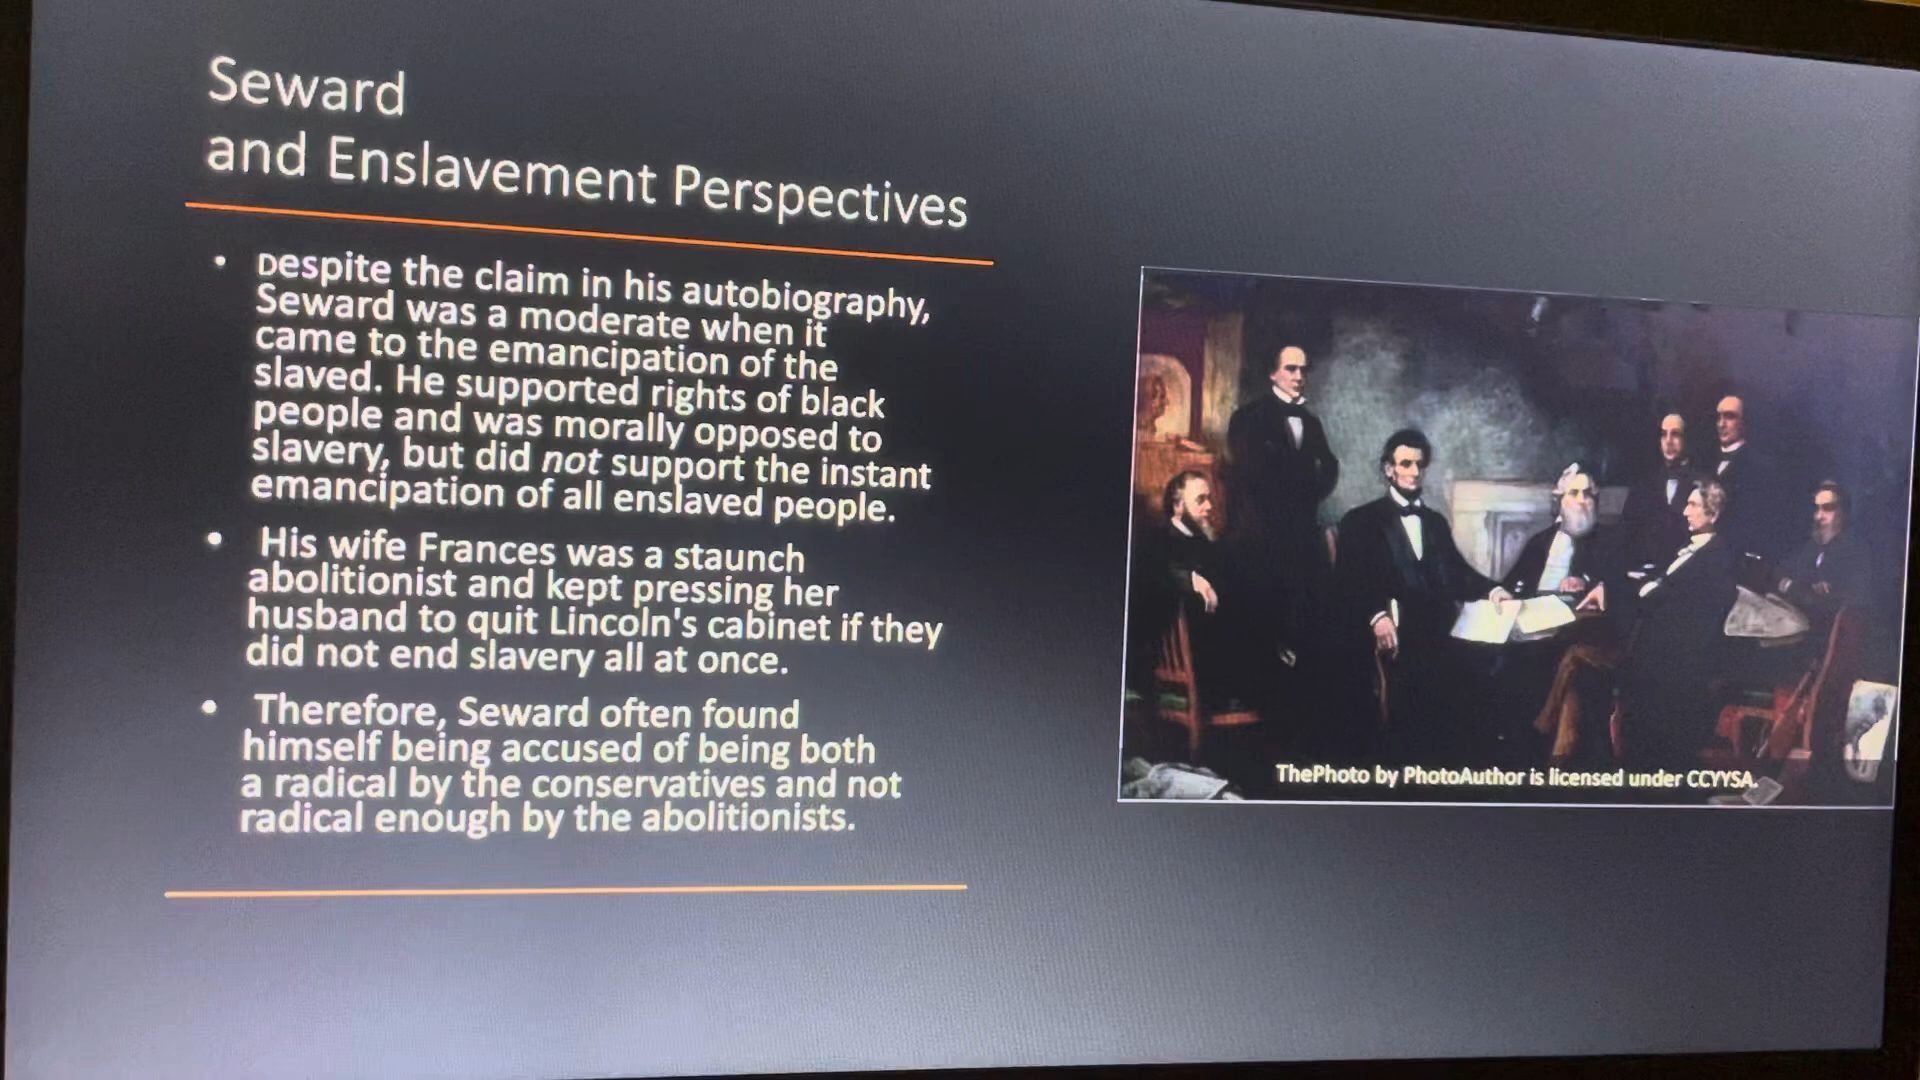 Seward
and Enslavement Perspectives
• Despite the claim in his autobiography,
Seward was a moderate when it
came to the emancipation of the
slaved. He supported rights of black
people and was morally opposed to
slavery, but did not support the instant
emancipation of all enslaved people.
• His wife Frances was a staunch
abolitionist and kept pressing her
husband to quit Lincoln's cabinet if they
did not end slavery all at once.
• Therefore, Seward often found
himself being accused of being both
a radical by the conservatives and not
radical enough by the abolitionists.
ThePhoto by PhotoAuthor is licensed under CCYYSA.